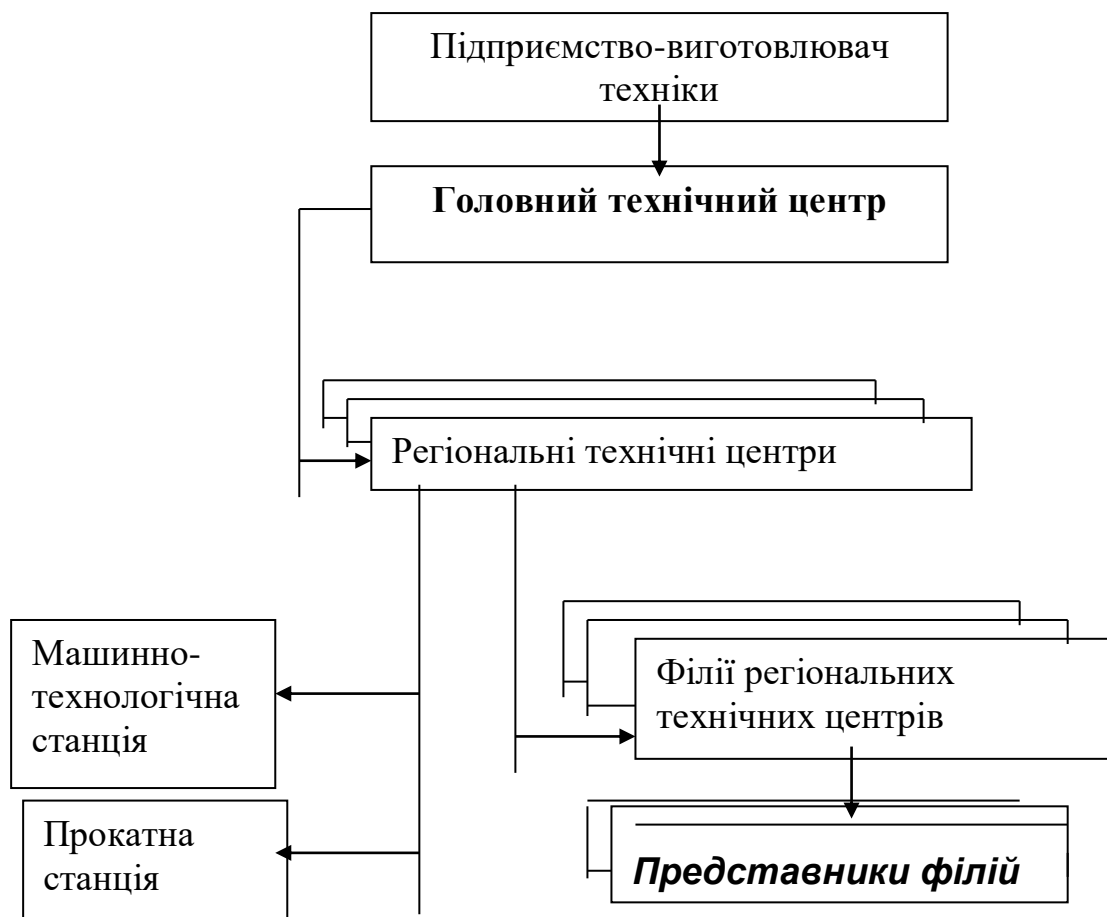 Підприємство-виготовлювач
техніки
Головний технічний центр
Регіональні технічні центри
Машинно-
технологічна
станція
Філії регіональних
технічних центрів
Прокатна
станція
Представники філій